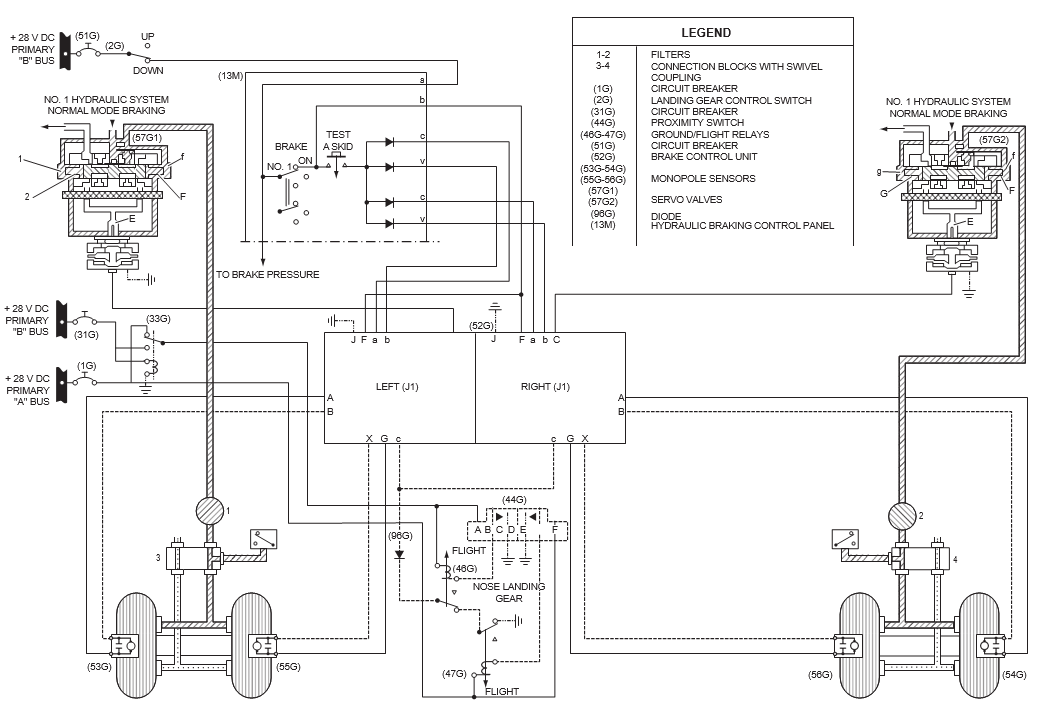 + 28 V DC
PRIMARY
"B" BUS
(51G)
(2G)
UP
DOWN
(13M)
a
b
NO. 1 HYDRAULIC SYSTEM
NORMAL MODE BRAKING
(57G1)
1
2
f
F
E
BRAKE
NO. 1
ON
TEST
A SKID
c
v
c
v
TO BRAKE PRESSURE
LEGEND
1-2 FILTERS
3-4 CONNECTION BLOCKS WITH SWIVEL
COUPLING
(1G) CIRCUIT BREAKER
(2G) LANDING GEAR CONTROL SWITCH
(31G) CIRCUIT BREAKER
(44G) PROXIMITY SWITCH
(46G-47G) GROUND/FLIGHT RELAYS
(51G) CIRCUIT BREAKER
(52G) BRAKE CONTROL UNIT
(53G-54G)
(55G-56G) MONOPOLE SENSORS
(57G1)
(57G2) SERVO VALVES
(96G) DIODE
(13M) HYDRAULIC BRAKING CONTROL PANEL
NO. 1 HYDRAULIC SYSTEM
NORMAL MODE BRAKING
(57G2)
g
G
f
F
E
+ 28 V DC
PRIMARY
"B" BUS
(31G)
(33G)
+ 28 V DC
PRIMARY
"A" BUS
(1G)
(52G)
J F a b
J F a b C
LEFT (J1)
RIGHT (J1)
A
B
A
B
X G c
c G X
(44G)
A B C D E F
(96G)
FLIGHT
(46G)
NOSE LANDING
GEAR
(47G)
FLIGHT
1
3
2
4
(53G)
(55G)
(56G)
(54G)